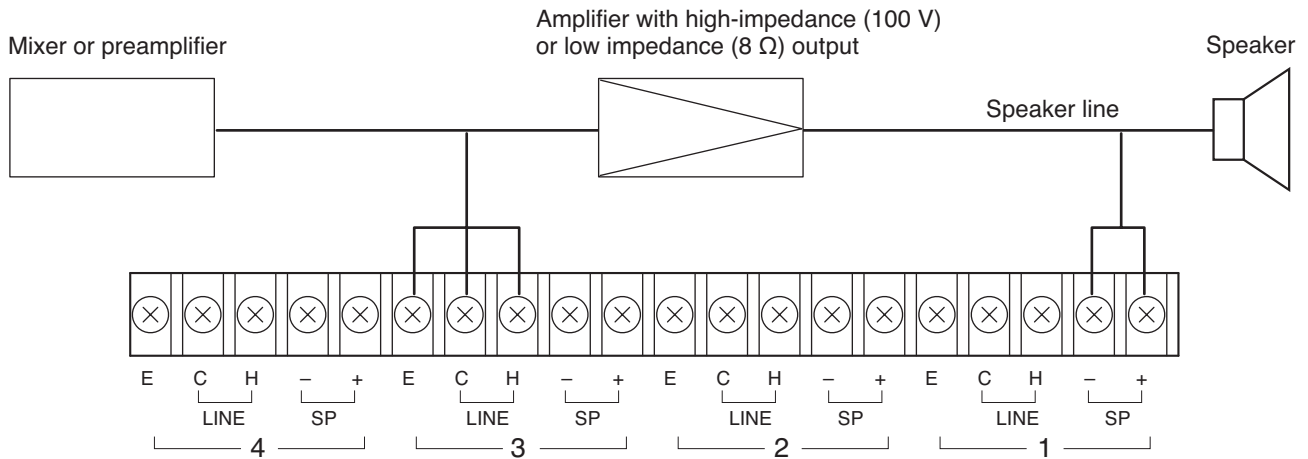 Amplifier with high-impedance (100 V)
or low impedance (8 Ω) output
Mixer or preamplifier
Speaker
Speaker line
E C H – + E C H – + E C H – + E C H – +
LINE SP LINE SP LINE SP LINE SP
4 3 2 1